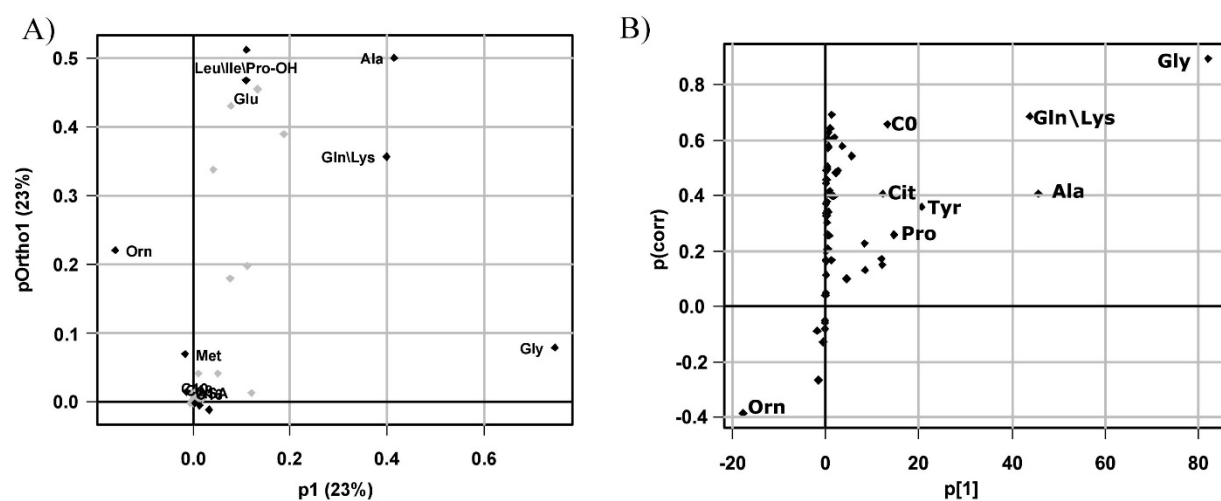 A)
0.5
0.4
0.3
0.2
0.1
0.0
pOrtho1 (23%)
Leu\Ile\Pro-OH
Glu
Ala
Gln\Lys
Orn
Met
Gly
0.0
0.2
0.4
0.6
p1 (23%)
B)
0.8
0.6
0.4
0.2
0.0
-0.2
-0.4
p(corr)
Gly
Gln\Lys
C0
Cit
Ala
Tyr
Pro
Orn
-20
0
20
40
60
80
p[1]